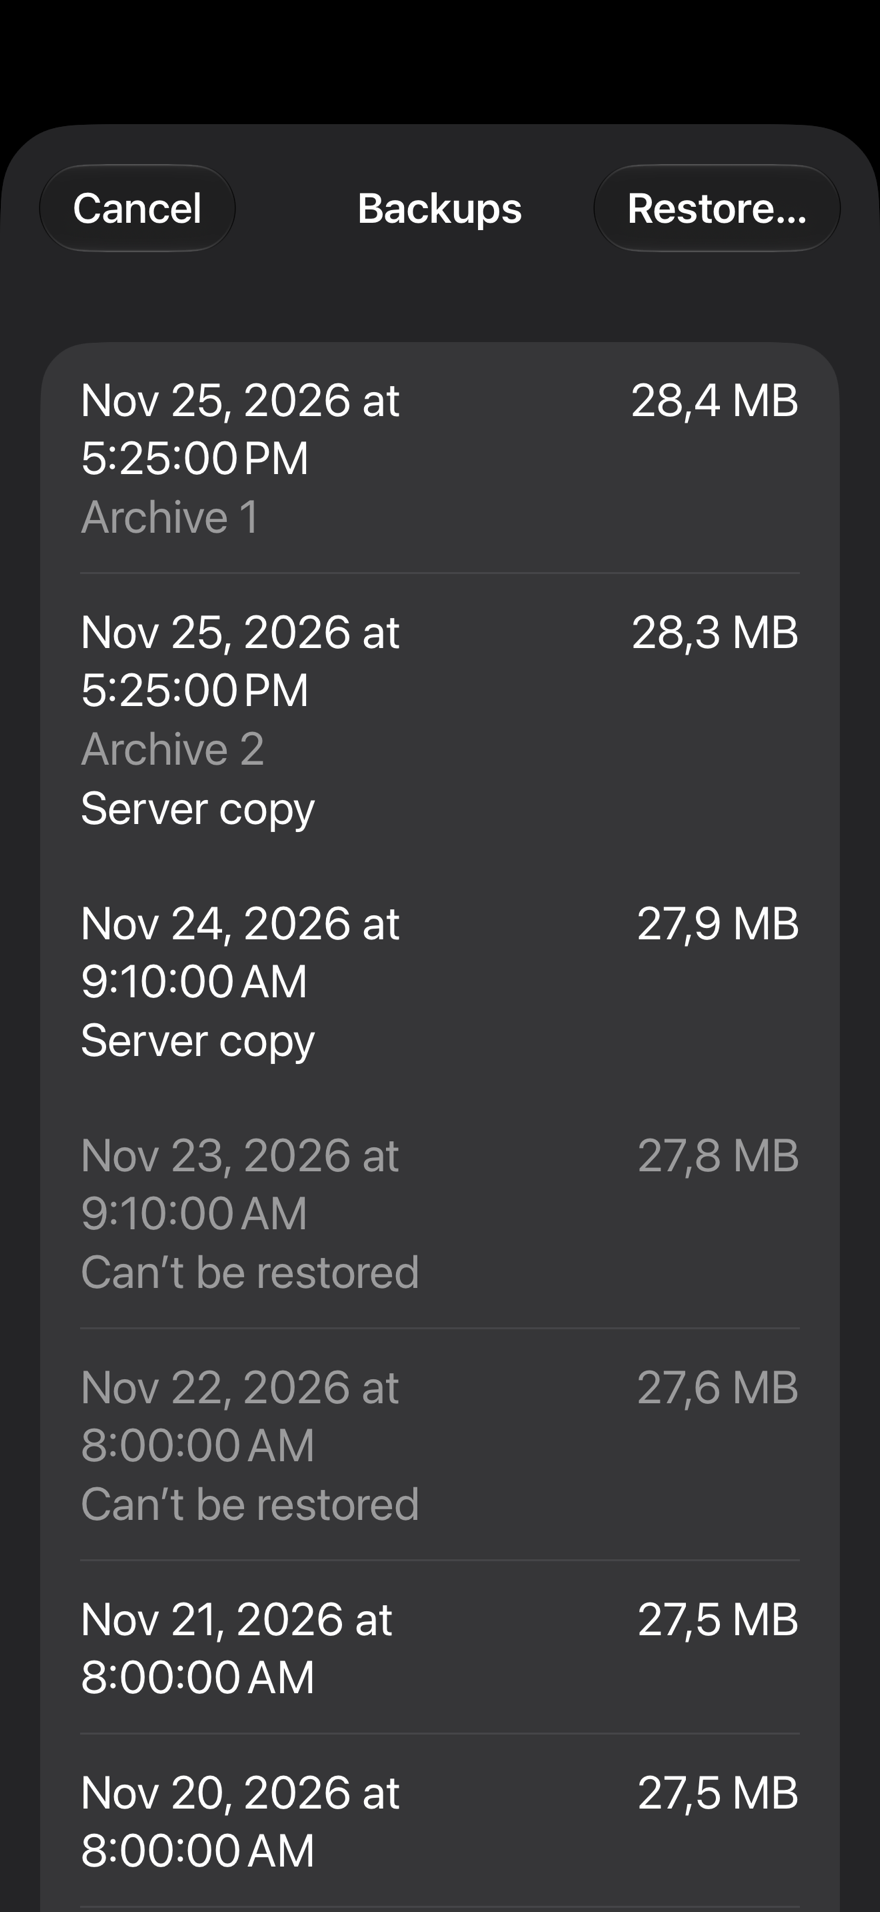 Cancel
Backups
Restore...
Nov 25, 2026 at
28,4 MB
5:25:00 PM
Archive 1
Nov 25, 2026 at
28,3 MB
5:25:00 PM
Archive 2
Server copy
Nov 24, 2026 at
27,9 MB
9:10:00 AM
Server copy
Nov 23, 2026 at
27,8 MB
9:10:00 AM
Can’t be restored
Nov 22, 2026 at
27,6 MB
8:00:00 AM
Can’t be restored
Nov 21, 2026 at
27,5 MB
8:00:00 AM
Nov 20, 2026 at
27,5 MB
8:00:00 AM